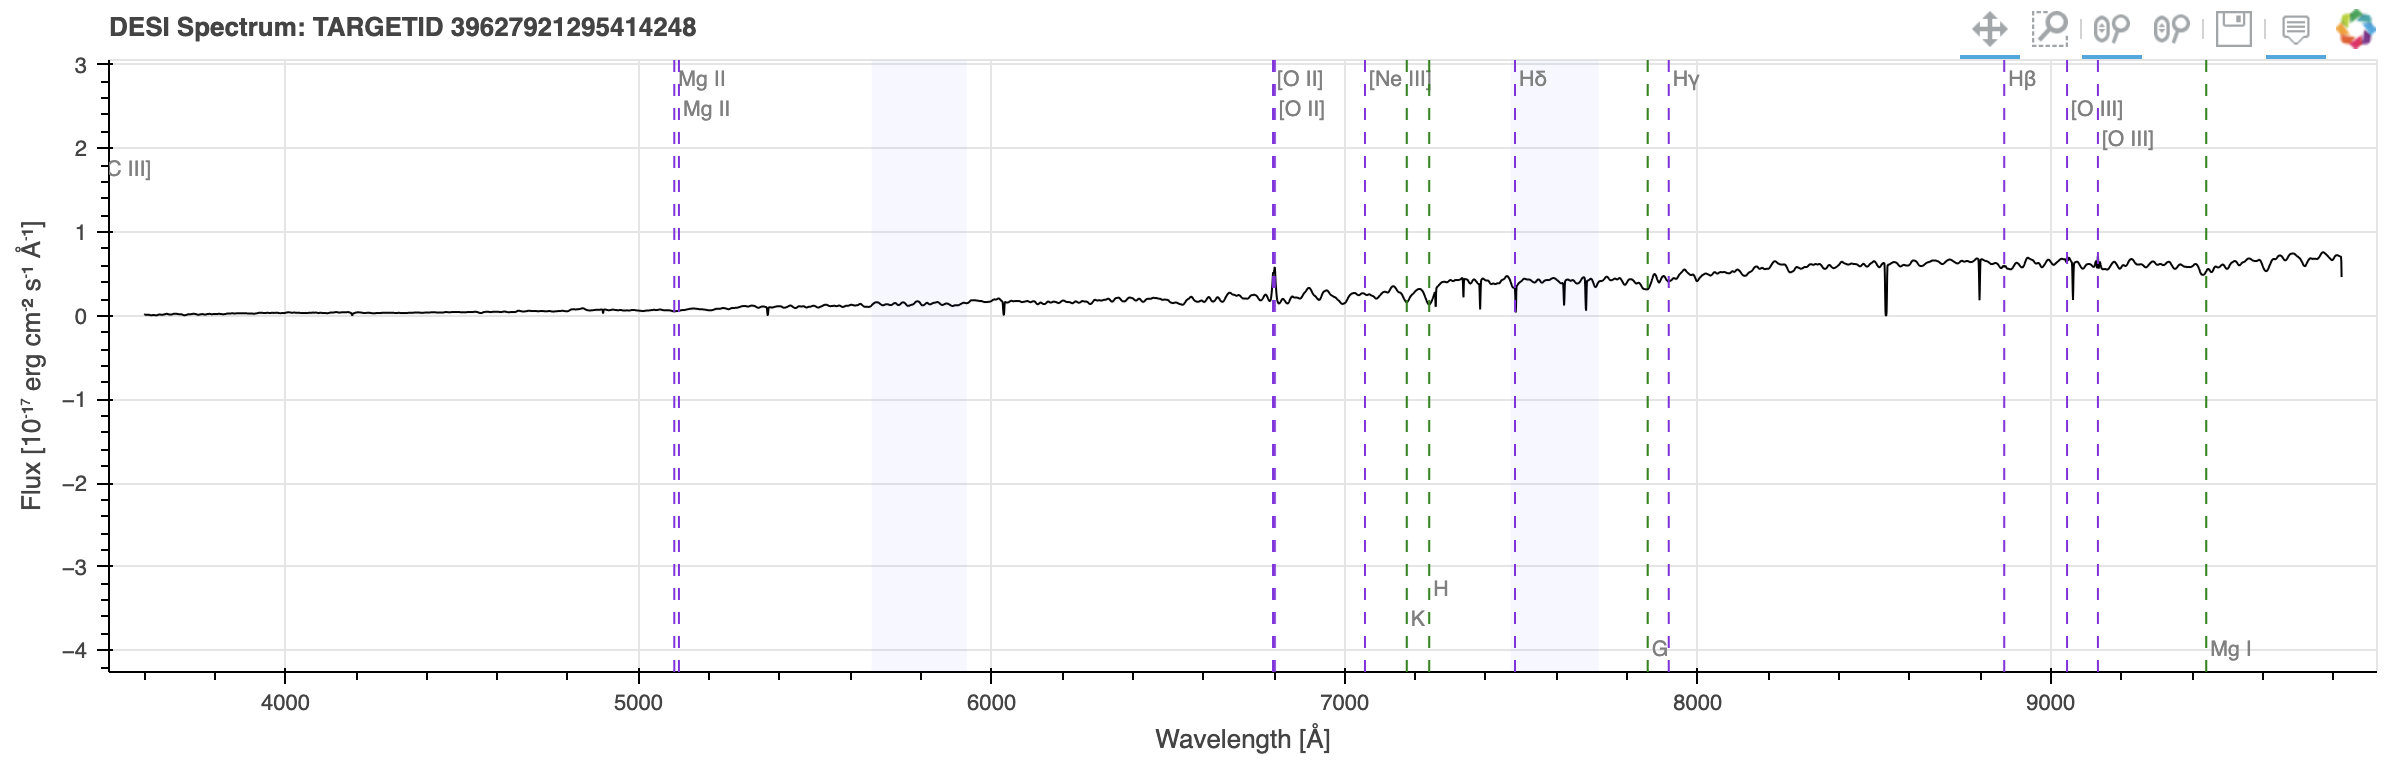 DESI Spectrum: TARGETID 39627921295414248
3
2
1
0
−1
−2
−3
−4
Flux [10⁻¹⁷ erg cm⁻² s⁻¹ Å⁻¹]
C III]
Mg II
Mg II
[O II]
[O II]
[Ne III]
Hδ
Hγ
Hβ
[O III]
[O III]
H
K
G
Mg I
4000 5000 6000 7000 8000 9000
Wavelength [Å]